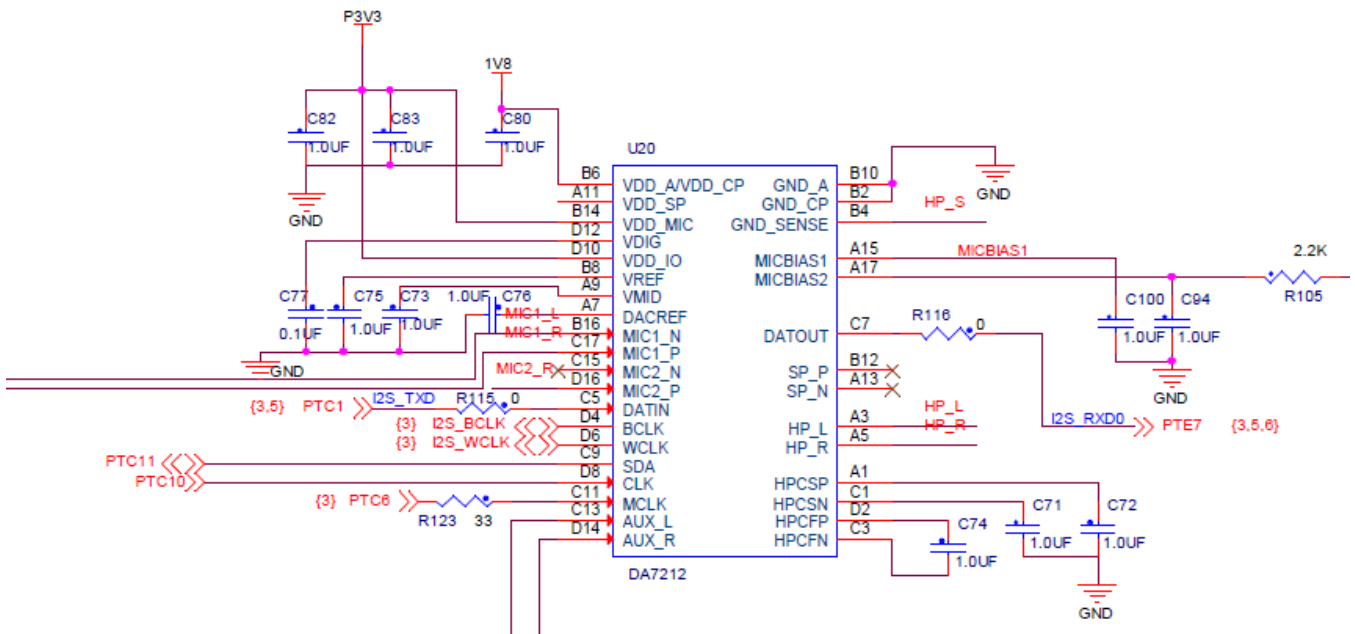 P3V3
1V8
C82
1.0UF
C83
1.0UF
C80
1.0UF
GND
U20
B6 VDD_A/VDD_CP GND_A B10
A11 VDD_SP GND_CP B2
B14 VDD_MIC GND_SENSE B4 HP_S
GND
D12 VDIG
D10 VDD_IO MICBIAS1 A15 MICBIAS1
B8 VREF MICBIAS2 A17
2.2K
R105
A9 VMID
A7 DACREF
C77
0.1UF
C75
1.0UF
C73
1.0UF
1.0UF C76
GND
C100
1.0UF
C94
1.0UF
GND
MIC1_L
MIC1_R
B16 MIC1_N DATOUT C7 R116 0
C17 MIC1_P
MIC2_R C15 MIC2_N SP_P B12
D16 MIC2_P SP_N A13
{3,5} PTC1 I2S_TXD R115 0 C5 DATIN
HP_L
{3} I2S_BCLK D4 BCLK HP_L A3 HP_R
I2S_RXD0 PTE7 {3,5,6}
{3} I2S_WCLK D6 WCLK HP_R A5
PTC11 C9 SDA
PTC10 D8 CLK HPCSP A1
{3} PTC6 R123 33 C11 MCLK HPCSN C1
C13 AUX_L HPCFP D2
D14 AUX_R HPCFN C3
C74
1.0UF
C71
1.0UF
C72
1.0UF
GND
DA7212